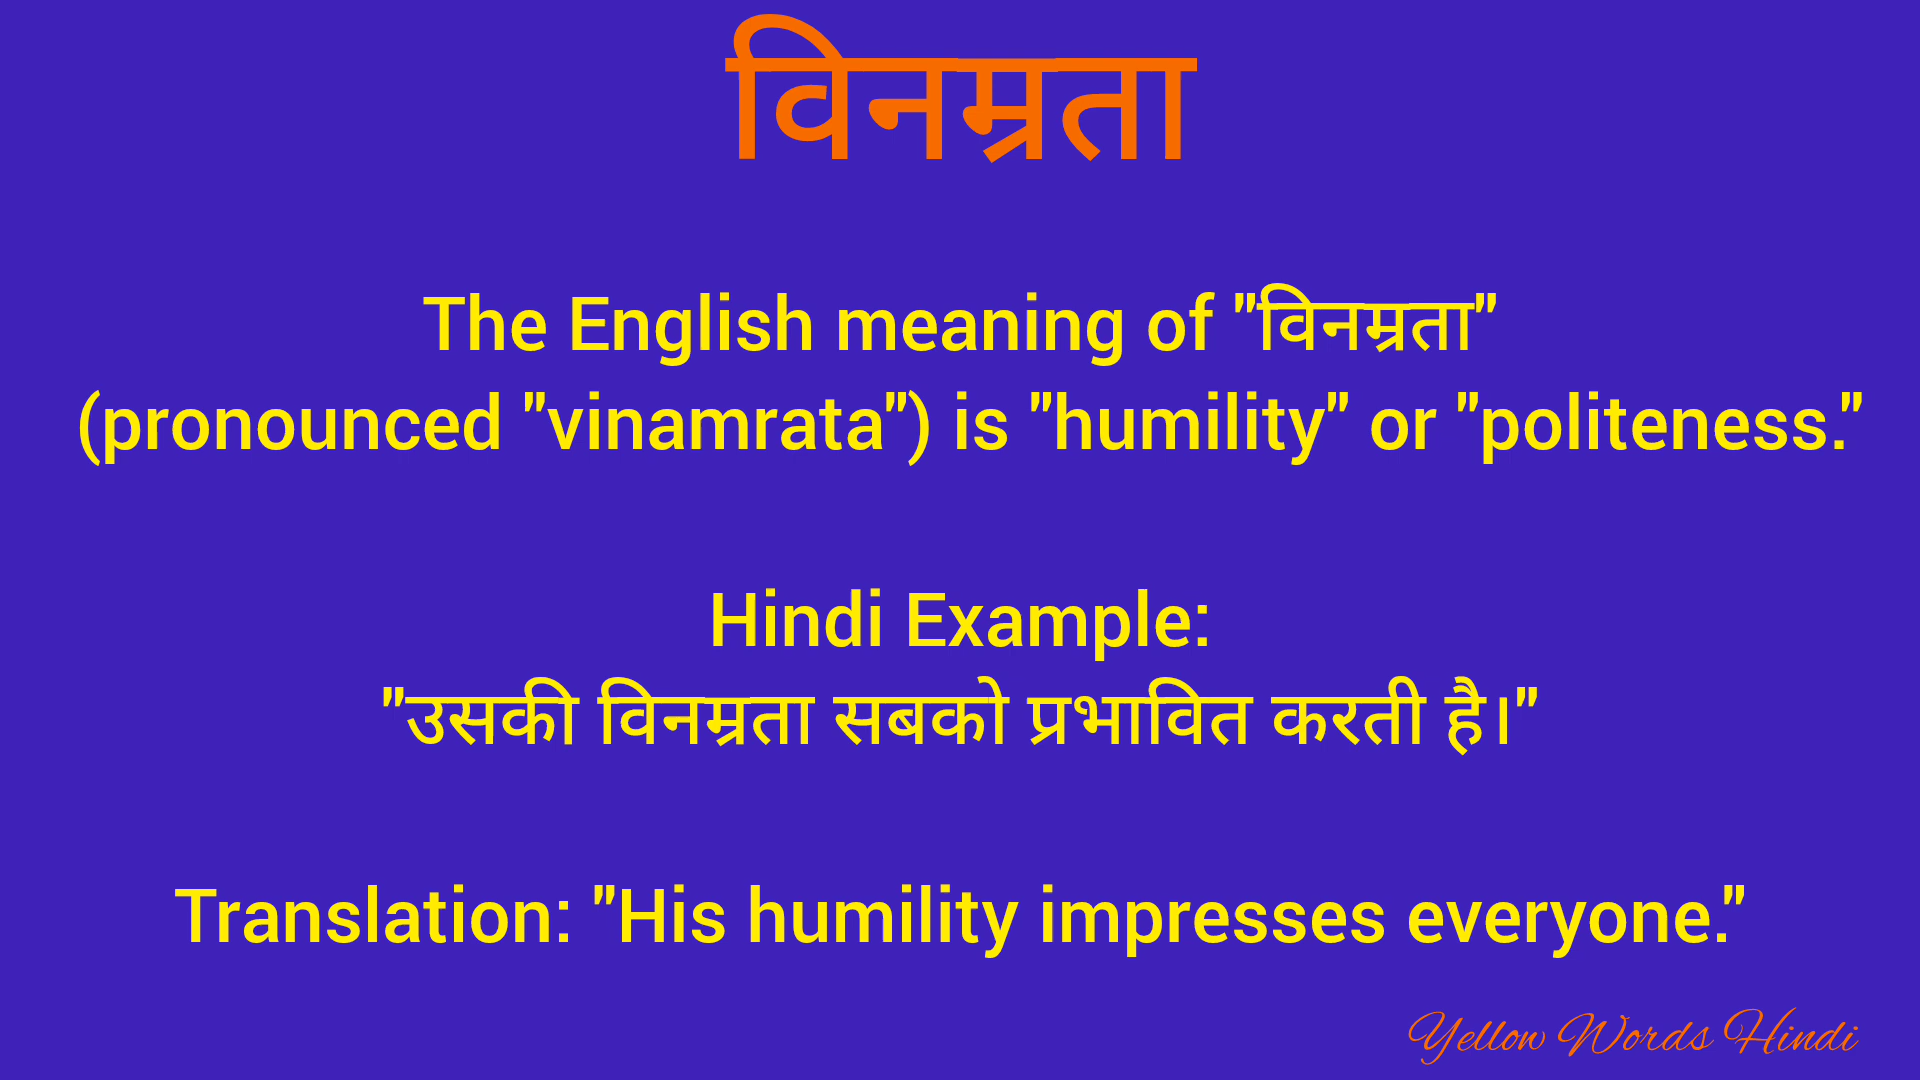 विनम्रता
The English meaning of "विनम्रता"
(pronounced "vinamrata") is "humility" or "politeness."
Hindi Example:
"उसकी विनम्रता सबको प्रभावित करती है।"
Translation: "His humility impresses everyone."
Yellow Words Hindi